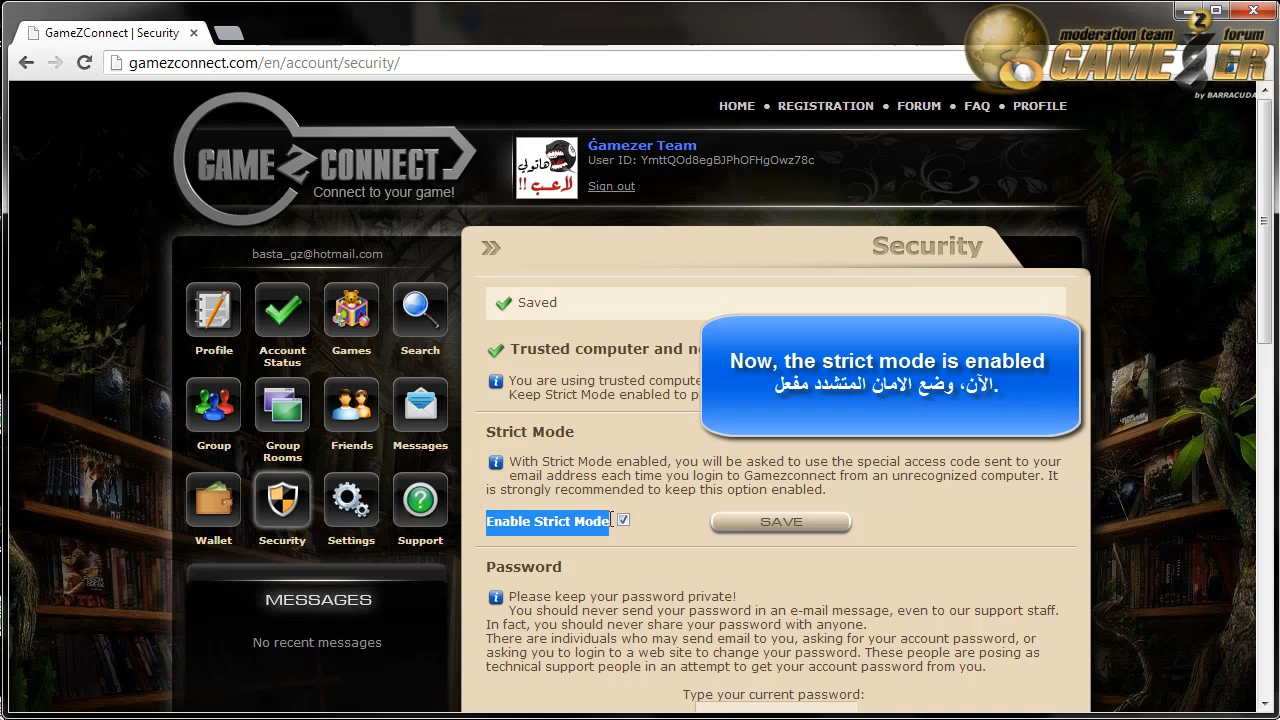 GameZConnect | Security
gamezconnect.com/en/account/security/
moderation team forum
GAMEZER
by BARRACUDA
HOME • REGISTRATION • FORUM • FAQ • PROFILE
GAMEZCONNECT
Connect to your game!
هاتولي
لاعب !!
Ġamezer Team
User ID: YmttQOd8egBJPhOFHgOwz78c
Sign out
basta_gz@hotmail.com
Profile
Account
Status
Games
Search
Group
Group
Rooms
Friends
Messages
Wallet
Security
Settings
Support
MESSAGES
No recent messages
Security
Saved
Trusted computer and n
You are using trusted compute
Keep Strict Mode enabled to p
Now, the strict mode is enabled
الآن، وضع الامان المتشدد مفعل.
Strict Mode
With Strict Mode enabled, you will be asked to use the special access code sent to your
email address each time you login to Gamezconnect from an unrecognized computer. It
is strongly recommended to keep this option enabled.
Enable Strict Mode
SAVE
Password
Please keep your password private!
You should never send your password in an e-mail message, even to our support staff.
In fact, you should never share your password with anyone.
There are individuals who may send email to you, asking for your account password, or
asking you to login to a web site to change your password. These people are posing as
technical support people in an attempt to get your account password from you.
Type your current password: